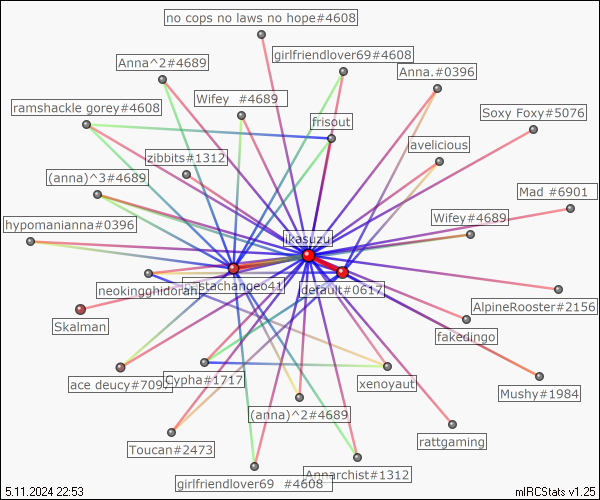 no cops no laws no hope#4608
girlfriendlover69#4608
Anna^2#4689
Anna.#0396
Wifey #4689
ramshackle gorey#4608
Soxy Foxy#5076
frisout
avelicious
zibbits#1312
(anna)^3#4689
Mad #6901
Wifey#4689
hypomanianna#0396
ikasuzu
neokingghidorah
stachangeo41
default#0617
AlpineRooster#2156
Skalman
fakedingo
ace deucy#709
Cypha#1717
xenoyaut
Mushy#1984
(anna)^2#4689
rattgaming
Toucan#2473
Annarchist#1312
girlfriendlover69 #4608
5.11.2024 22:53
mIRCStats v1.25